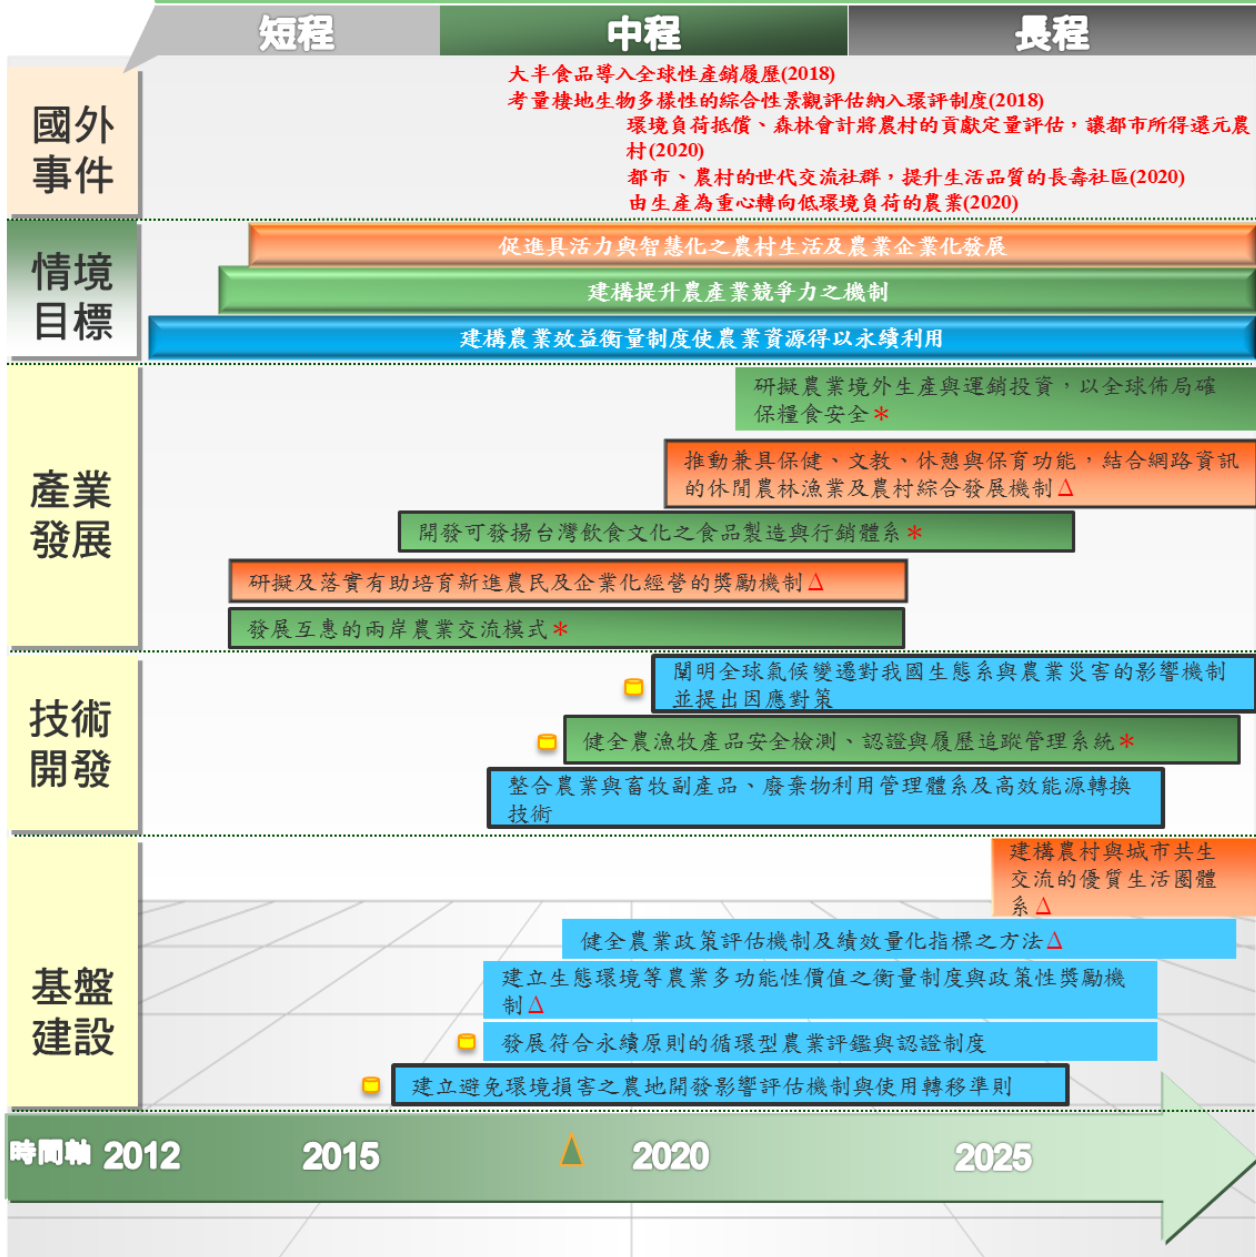 短程 中程 長程
國外
事件
大半食品導入全球性產銷履歷(2018)
考量棲地生物多樣性的綜合性景觀評估納入環評制度(2018)
環境負荷抵償、森林會計將農村的貢獻定量評估，讓都市所得還元農
村(2020)
都市、農村的世代交流社群，提升生活品質的長壽社區(2020)
由生產為重心轉向低環境負荷的農業(2020)
情境
目標
促進具活力與智慧化之農村生活及農業企業化發展
建構提升農產業競爭力之機制
建構農業效益衡量制度使農業資源得以永續利用
產業
發展
研擬農業境外生產與運銷投資，以全球佈局確
保糧食安全＊
推動兼具保健、文教、休憩與保育功能，結合網路資訊
的休閒農林漁業及農村綜合發展機制Δ
開發可發揚台灣飲食文化之食品製造與行銷體系＊
研擬及落實有助培育新進農民及企業化經營的獎勵機制Δ
發展互惠的兩岸農業交流模式＊
技術
開發
闡明全球氣候變遷對我國生態系與農業災害的影響機制
並提出因應對策
健全農漁牧產品安全檢測、認證與履歷追蹤管理系統＊
整合農業與畜牧副產品、廢棄物利用管理體系及高效能源轉換
技術
基盤
建設
建構農村與城市共生
交流的優質生活圈體
系Δ
健全農業政策評估機制及績效量化指標之方法Δ
建立生態環境等農業多功能性價值之衡量制度與政策性獎勵機
制Δ
發展符合永續原則的循環型農業評鑑與認證制度
建立避免環境損害之農地開發影響評估機制與使用轉移準則
時間軸 2012 2015 2020 2025